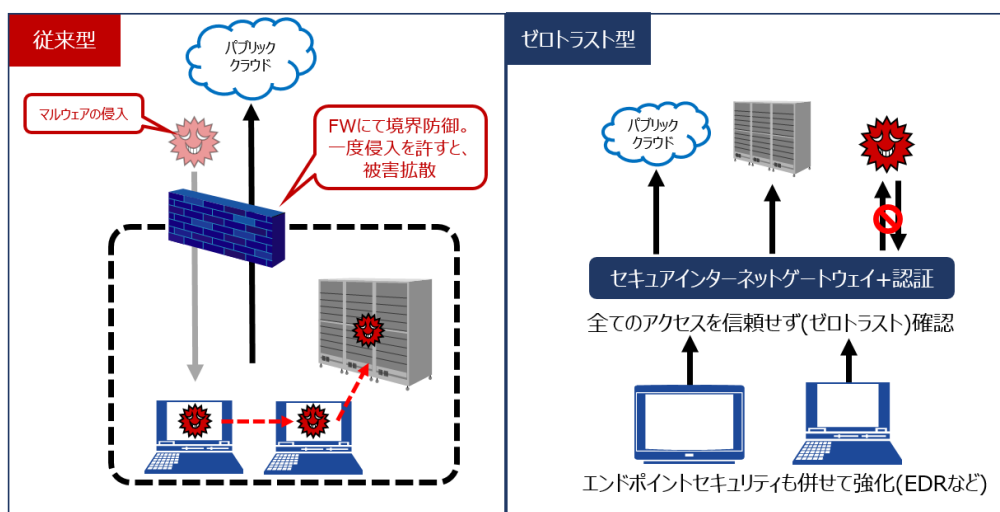 従来型
パブリック
クラウド
マルウェアの侵入
FWにて境界防御。
一度侵入を許すと、
被害拡散
ゼロトラスト型
パブリック
クラウド
セキュアインターネットゲートウェイ+認証
全てのアクセスを信頼せず(ゼロトラスト)確認
エンドポイントセキュリティも併せて強化(EDRなど)